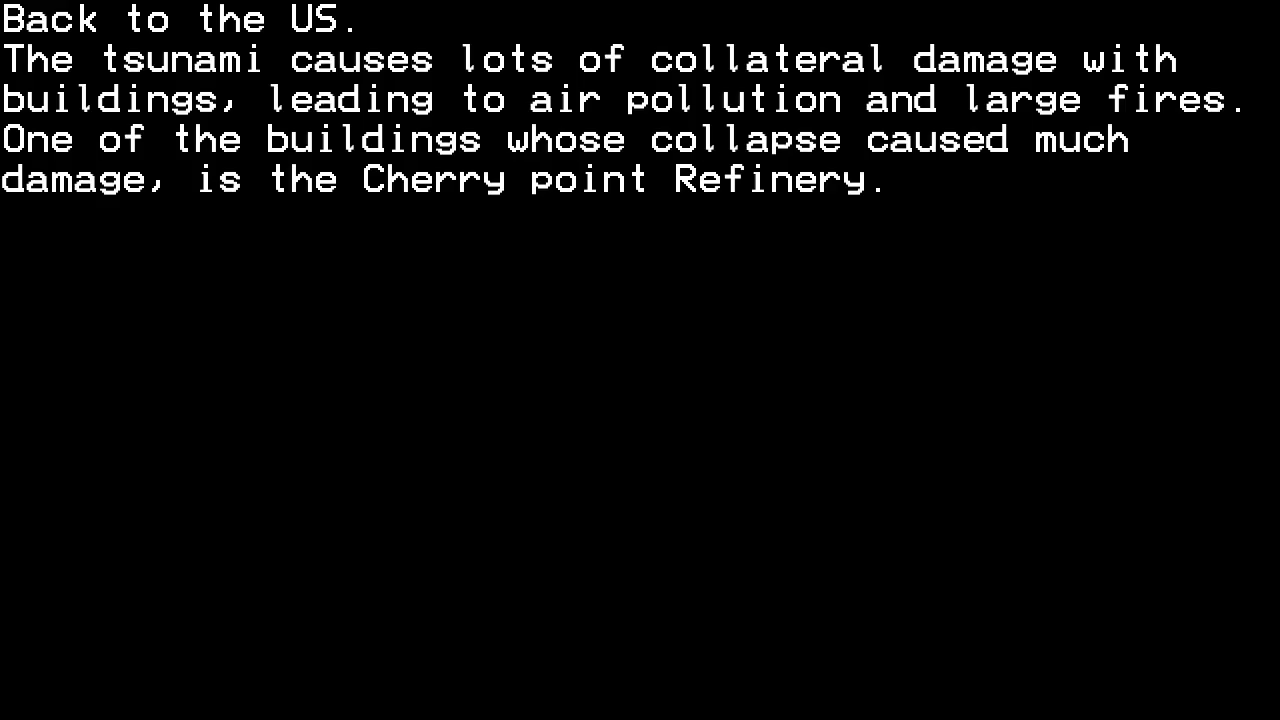 Back to the US.
The tsunami causes lots of collateral damage with
buildings, leading to air pollution and large fires.
One of the buildings whose collapse caused much
damage, is the Cherry point Refinery.